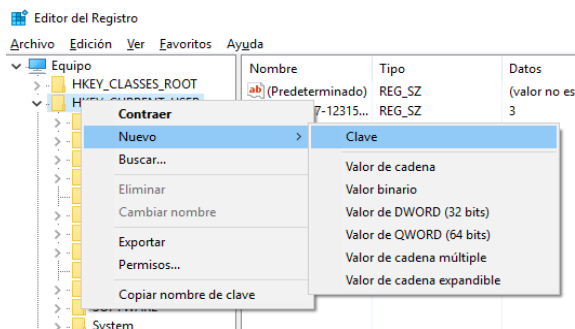 Editor del Registro
Archivo Edición Ver Favoritos Ayuda
Equipo
HKEY_CLASSES_ROOT
Nombre Tipo Datos
(Predeterminado) REG_SZ (valor no es
7-12315... REG_SZ 3
Contraer
Nuevo
Buscar...
Eliminar
Cambiar nombre
Exportar
Permisos...
Copiar nombre de clave
Clave
Valor de cadena
Valor binario
Valor de DWORD (32 bits)
Valor de QWORD (64 bits)
Valor de cadena múltiple
Valor de cadena expandible
System